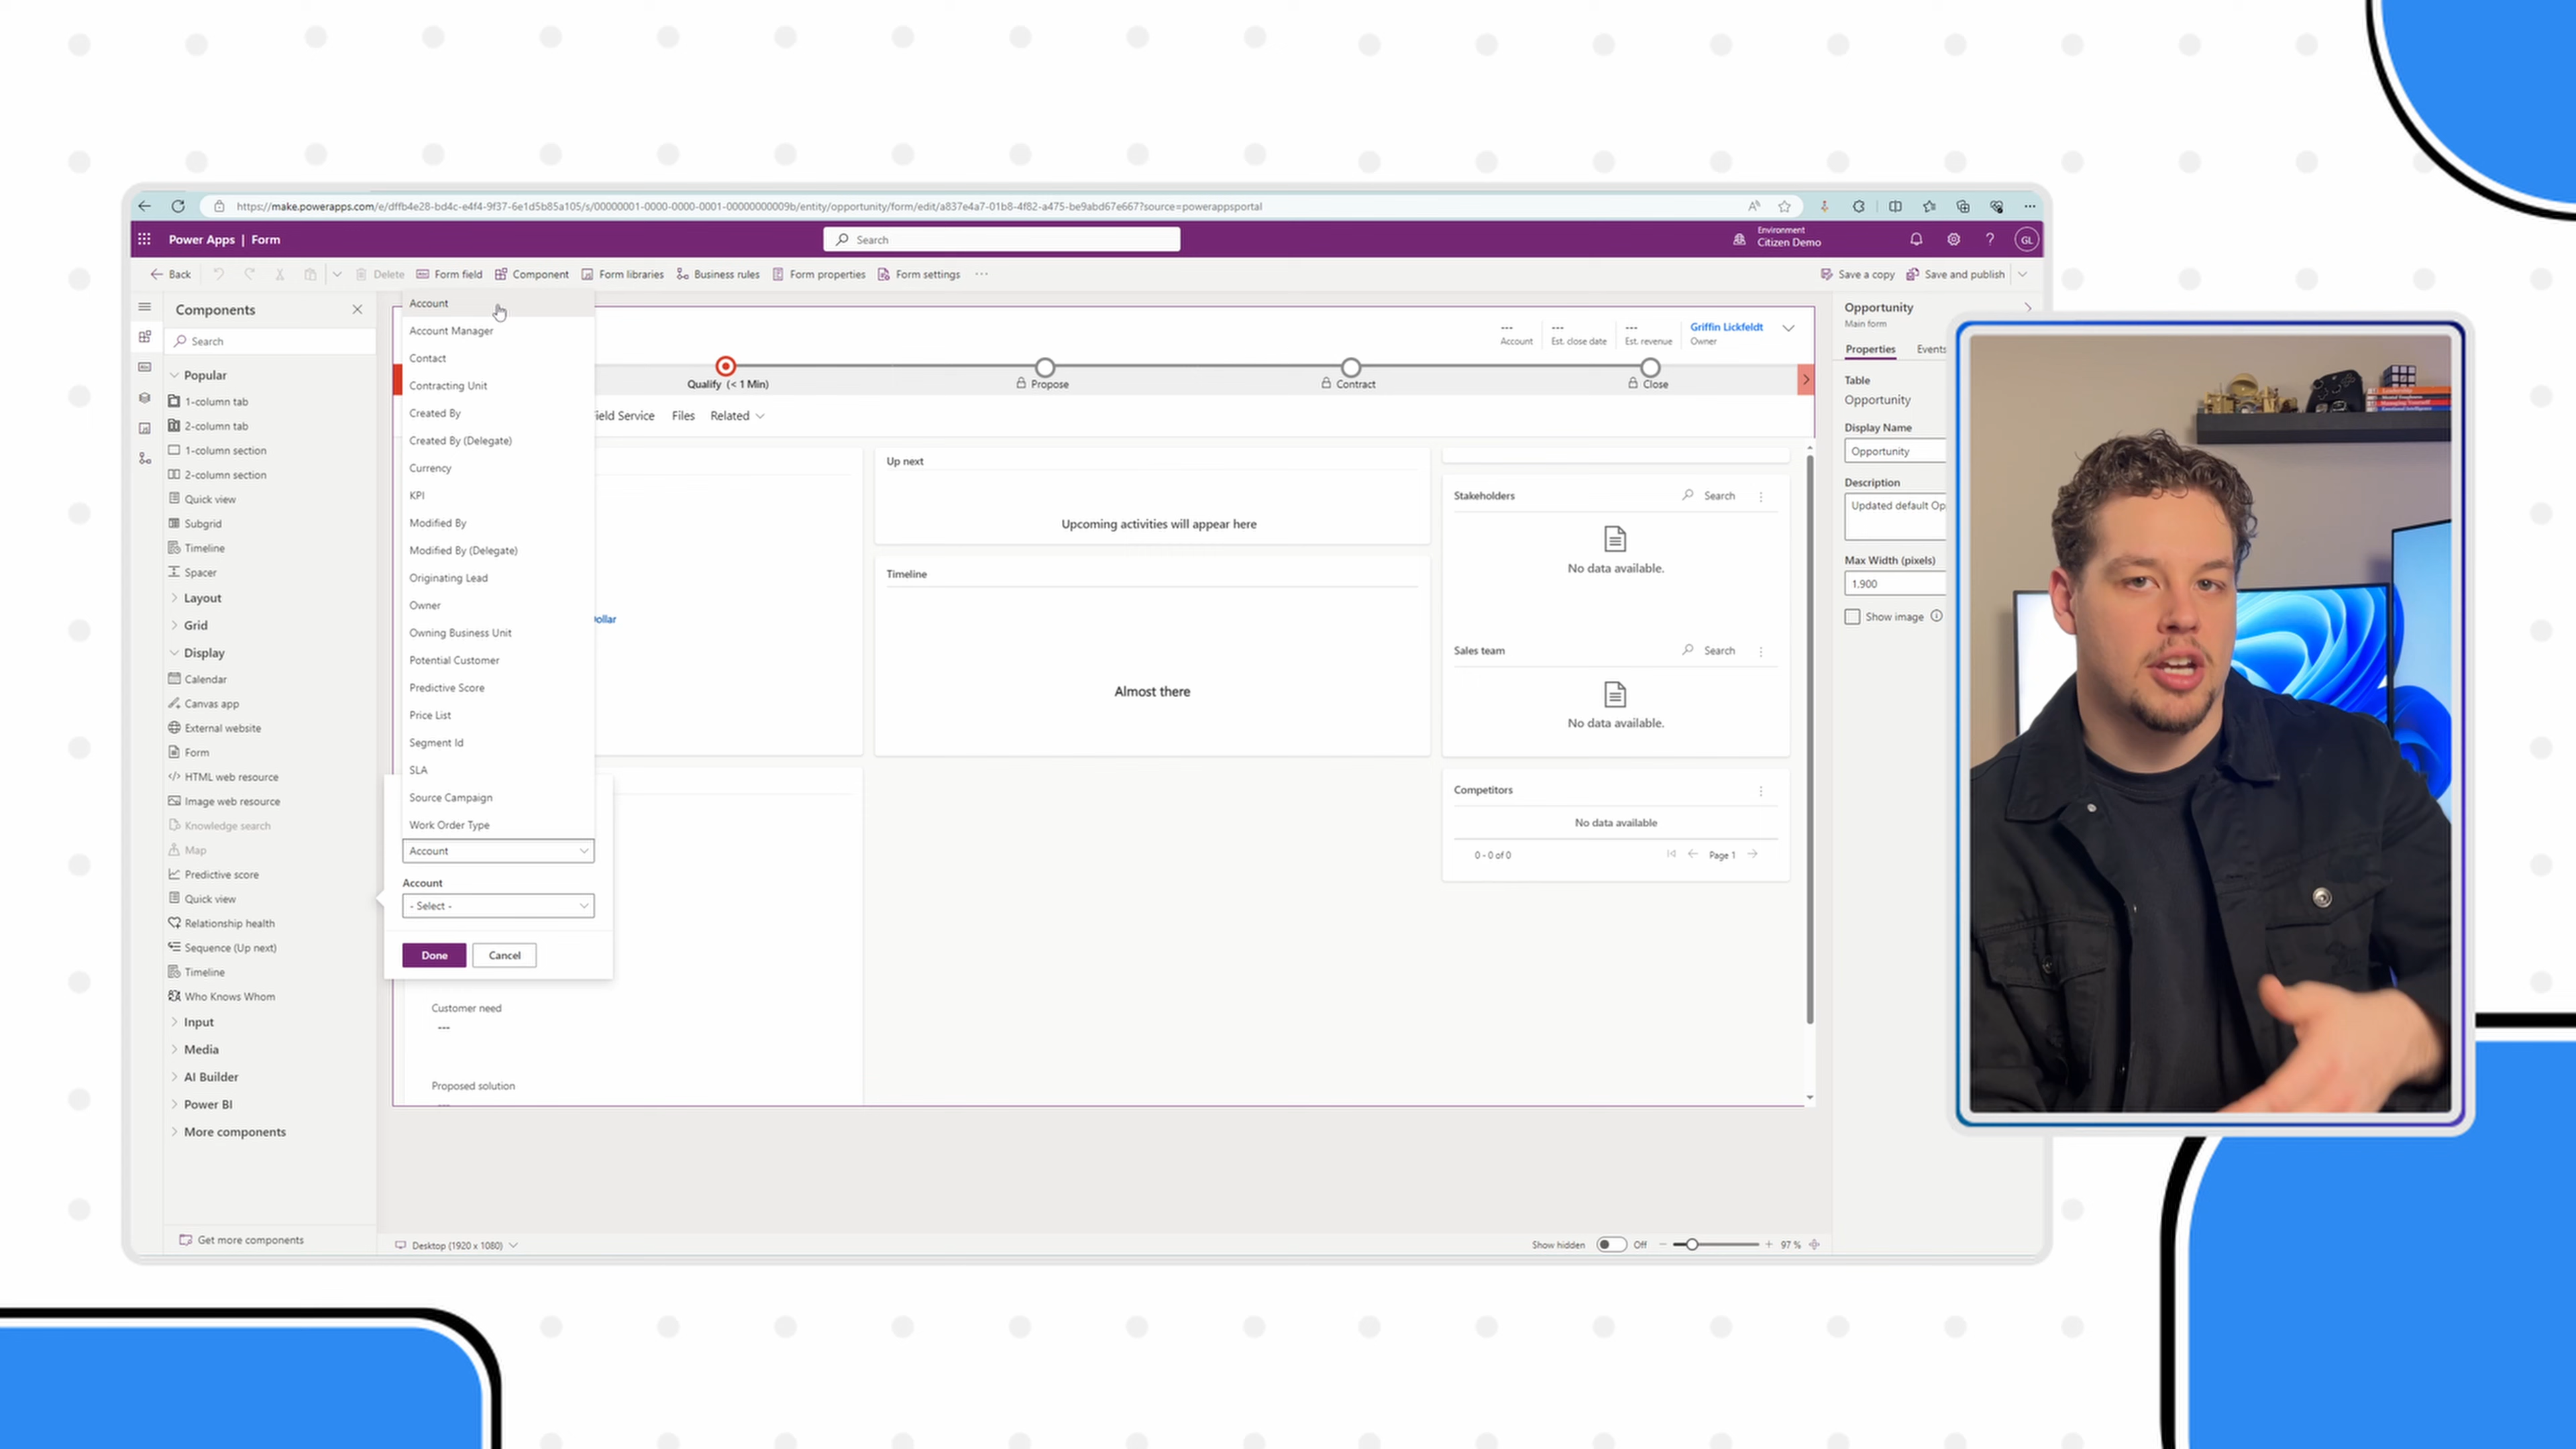 https://make.powerapps.com/e/dffb4e28-bd4c-e4f4-9f37-6e1d5b85a105/s/00000001-0000-0000-0001-00000000009b/entity/opportunity/form/edit/a837e4a7-01b8-4f82-a475-be9abd67e667?source=powerappsportal
Power Apps | Form
Search
Environment
Citizen Demo
GL
Back
Delete
Form field
Component
Form libraries
Business rules
Form properties
Form settings
Save a copy
Save and publish
Components
Search
Popular
1-column tab
2-column tab
1-column section
2-column section
Quick view
Subgrid
Timeline
Spacer
Layout
Grid
Display
Calendar
Canvas app
External website
Form
HTML web resource
Image web resource
Knowledge search
Map
Predictive score
Quick view
Relationship health
Sequence (Up next)
Timeline
Who Knows Whom
Input
Media
AI Builder
Power BI
More components
Get more components
Account
Account Manager
Contact
Contracting Unit
Created By
Created By (Delegate)
Currency
KPI
Modified By
Modified By (Delegate)
Originating Lead
Owner
Owning Business Unit
Potential Customer
Predictive Score
Price List
Segment Id
SLA
Source Campaign
Work Order Type
Account
Account
- Select -
Done
Cancel
Customer need
---
Proposed solution
---
--- --- --- Griffin Lickfeldt
Account Est. close date Est. revenue Owner
Qualify (< 1 Min)
Propose
Contract
Close
ield Service
Files
Related
ollar
Up next
Upcoming activities will appear here
Timeline
Almost there
Stakeholders
Search
No data available.
Sales team
Search
No data available.
Competitors
No data available
0 - 0 of 0
Page 1
Desktop (1920 x 1080)
Show hidden
Off
97 %
Opportunity
Main form
Properties
Events
Table
Opportunity
Display Name
Opportunity
Description
Updated default Op
Max Width (pixels)
1.900
Show image